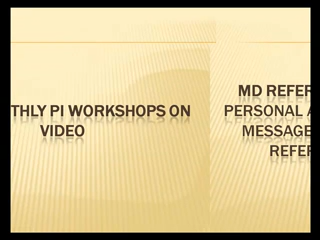 THLY PI WORKSHOPS ON
VIDEO
MD REFER
PERSONAL A
MESSAGE
REFER